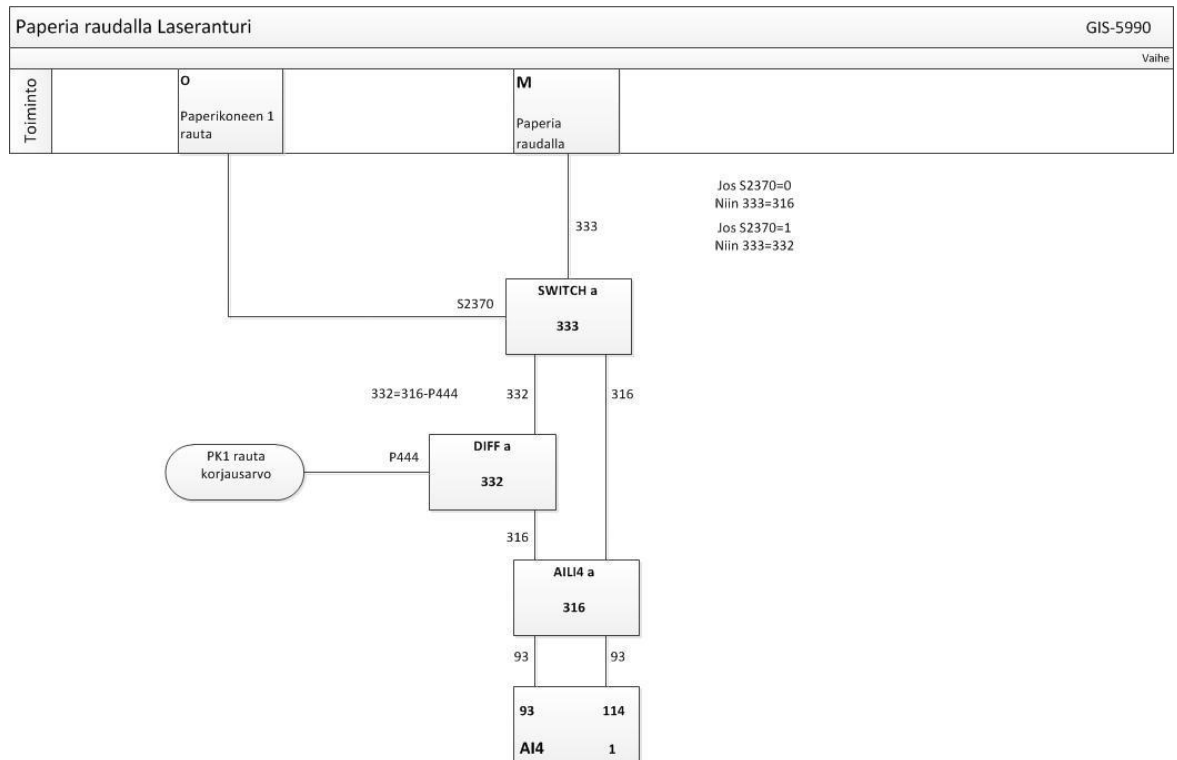 Paperia raudalla Laseranturi
GIS-5990
Vaihe
Toiminto
O
Paperikoneen 1
rauta
M
Paperia
raudalla
Jos S2370=0
Niin 333=316
Jos S2370=1
Niin 333=332
333
S2370
SWITCH a
333
332=316-P444
332
316
PK1 rauta
korjausarvo
P444
DIFF a
332
316
AILI4 a
316
93
93
93
114
AI4
1